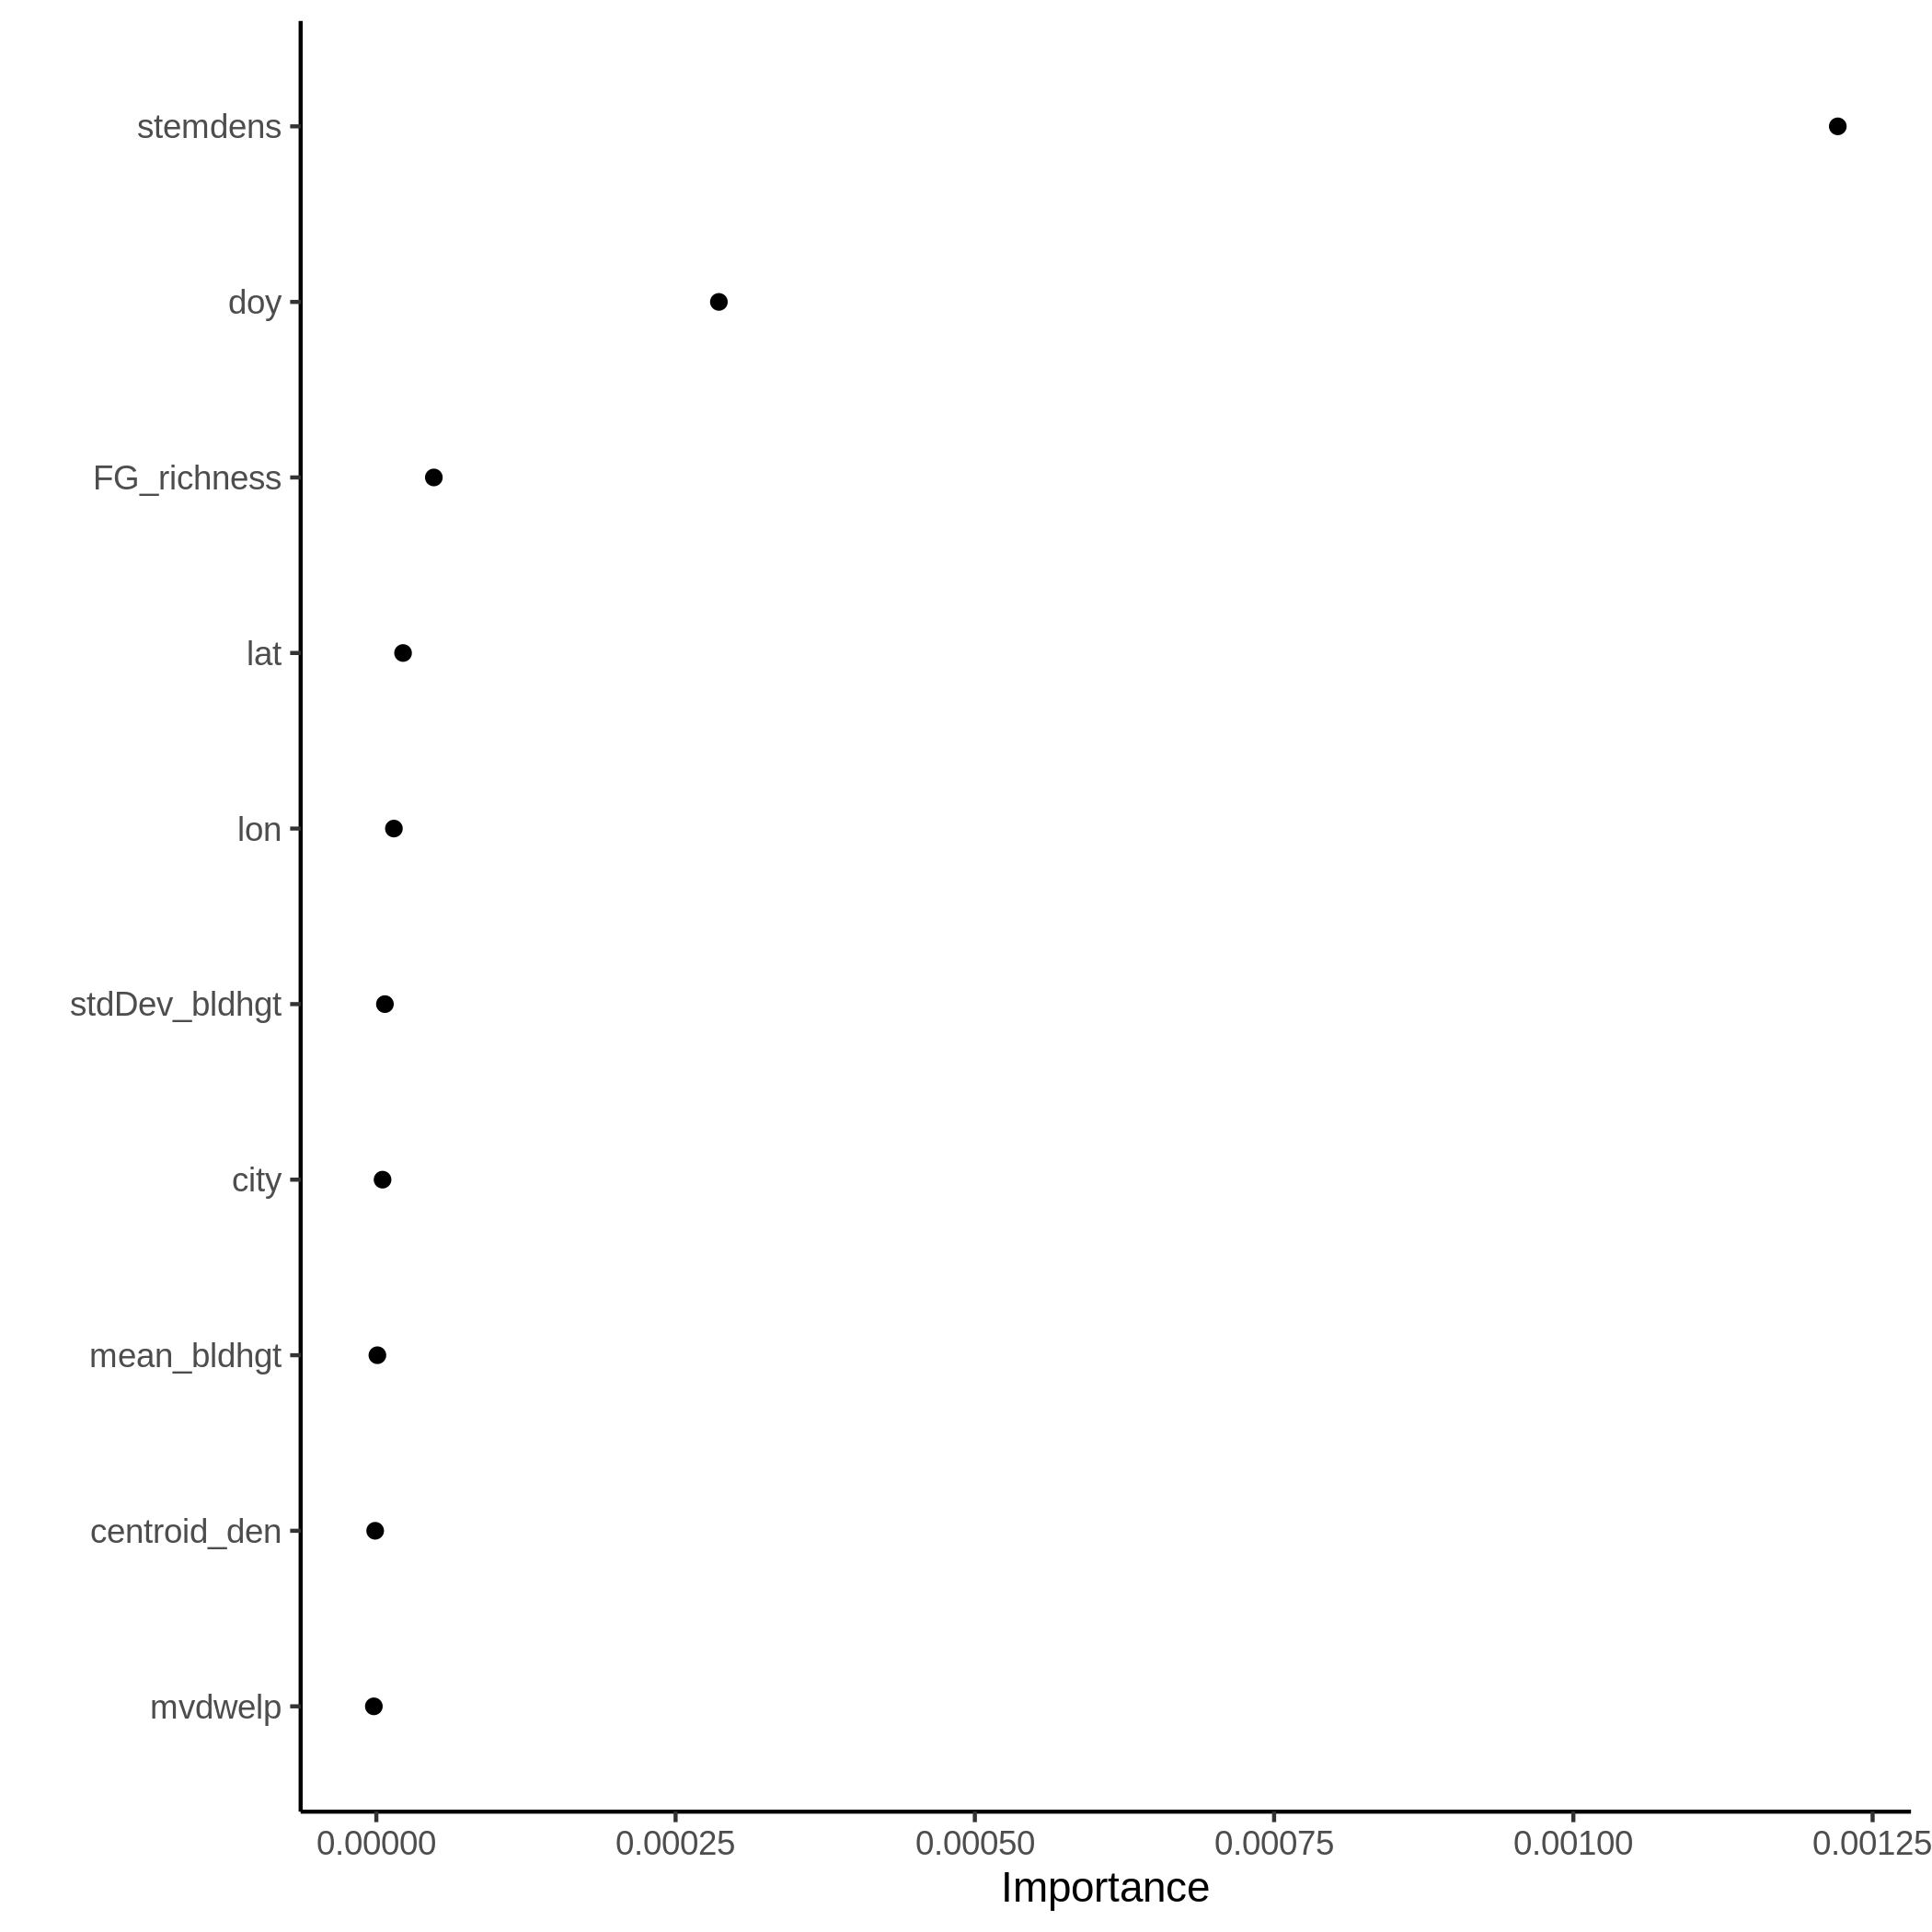 stemdens
doy
FG_richness
lat
lon
stdDev_bldhgt
city
mean_bldhgt
centroid_den
mvdwelp
0.00000 0.00025 0.00050 0.00075 0.00100 0.00125
Importance